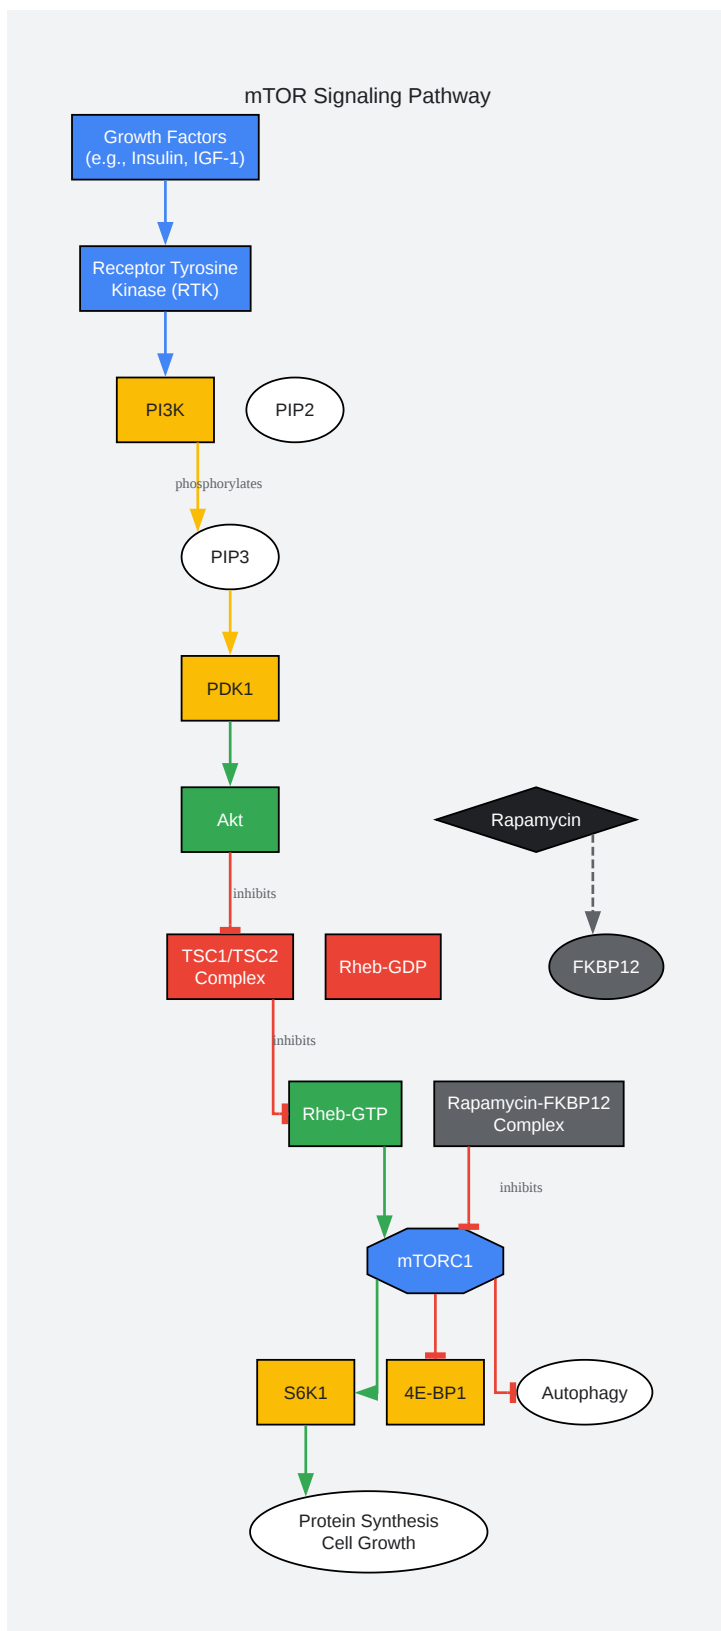 mTOR Signaling Pathway
Growth Factors
(e.g., Insulin, IGF-1)
Receptor Tyrosine
Kinase (RTK)
PI3K
PIP2
phosphorylates
PIP3
PDK1
Akt
Rapamycin
inhibits
TSC1/TSC2
Complex
Rheb-GDP
FKBP12
inhibits
Rheb-GTP
Rapamycin-FKBP12
Complex
inhibits
mTORC1
S6K1
4E-BP1
Autophagy
Protein Synthesis
Cell Growth